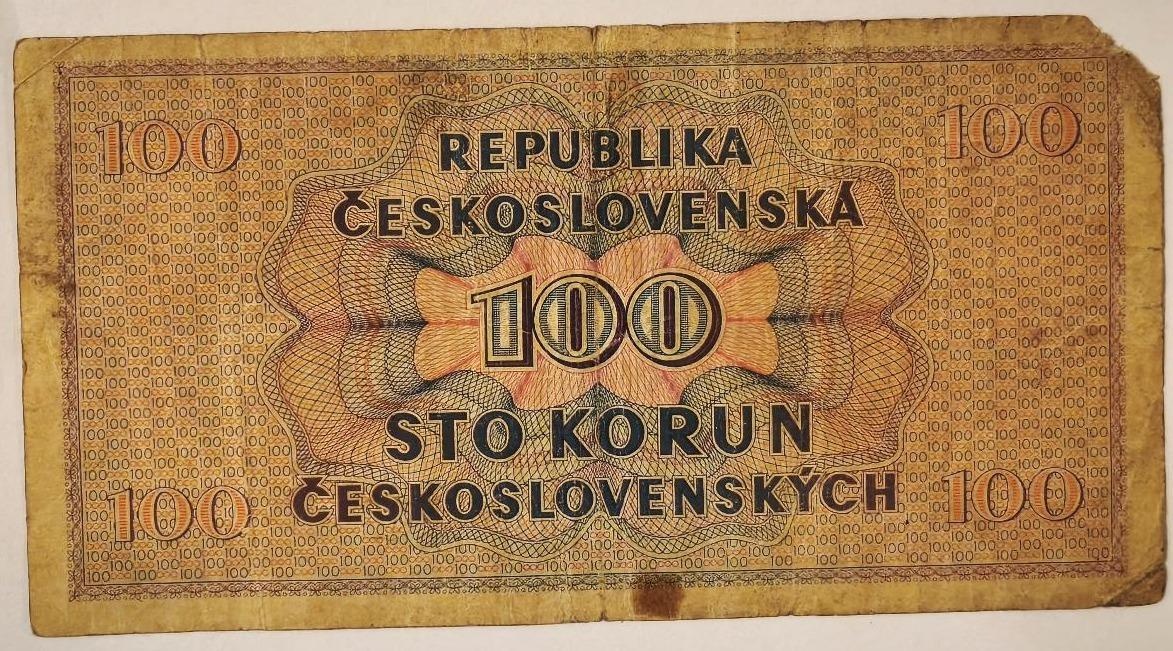 100 100
REPUBLIKA
ČESKOSLOVENSKÁ
100
STO KORUN
ČESKOSLOVENSKÝCH
100 100